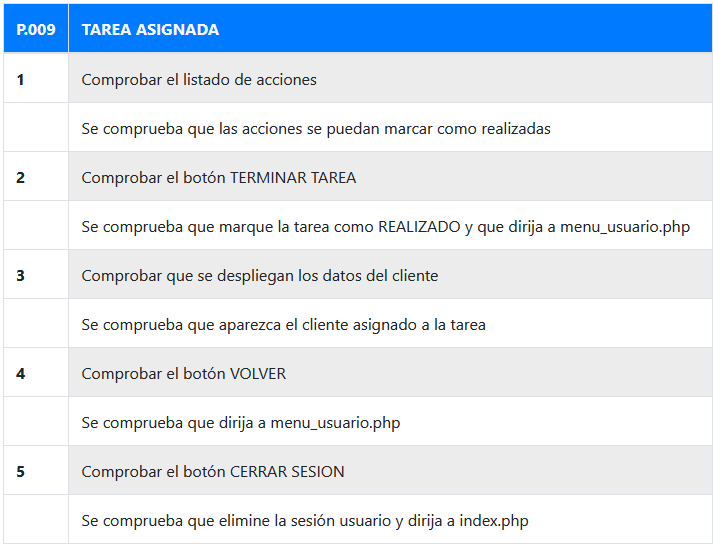 P.009 TAREA ASIGNADA
1 Comprobar el listado de acciones
Se comprueba que las acciones se puedan marcar como realizadas
2 Comprobar el botón TERMINAR TAREA
Se comprueba que marque la tarea como REALIZADO y que dirija a menu_usuario.php
3 Comprobar que se despliegan los datos del cliente
Se comprueba que aparezca el cliente asignado a la tarea
4 Comprobar el botón VOLVER
Se comprueba que dirija a menu_usuario.php
5 Comprobar el botón CERRAR SESION
Se comprueba que elimine la sesión usuario y dirija a index.php